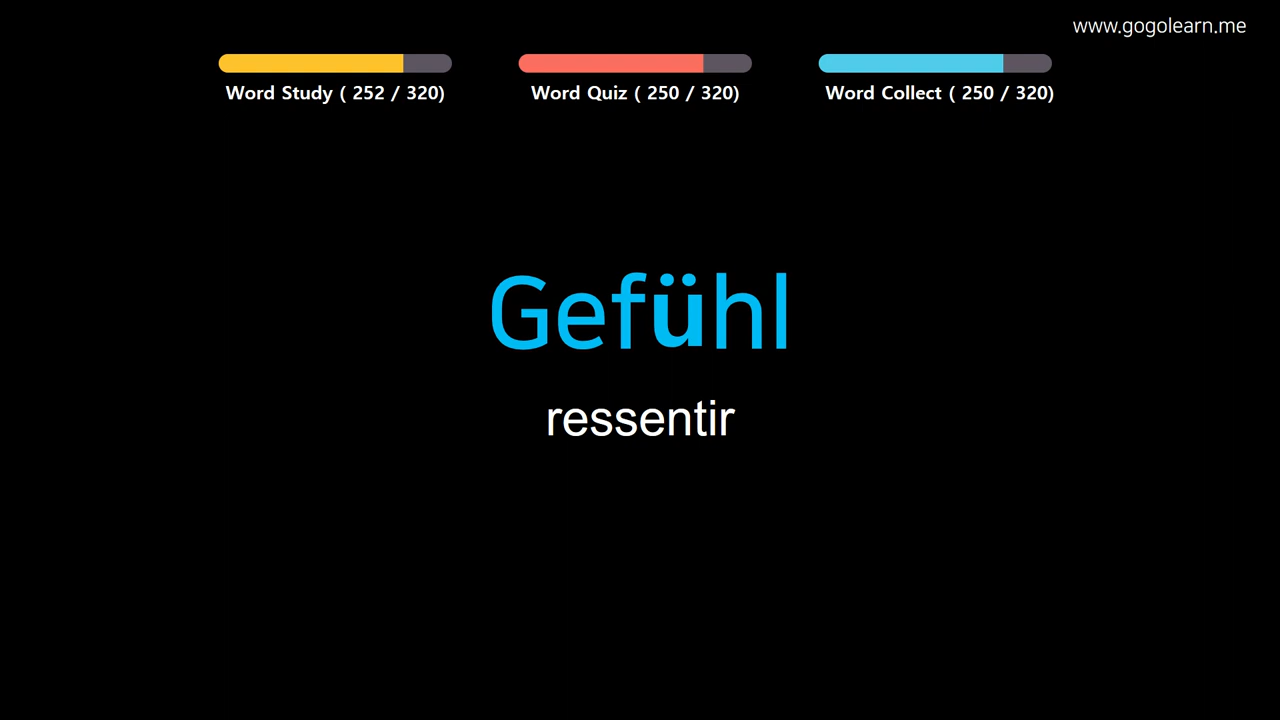 www.gogolearn.me
Word Study ( 252 / 320)
Word Quiz ( 250 / 320)
Word Collect ( 250 / 320)
Gefühl
ressentir